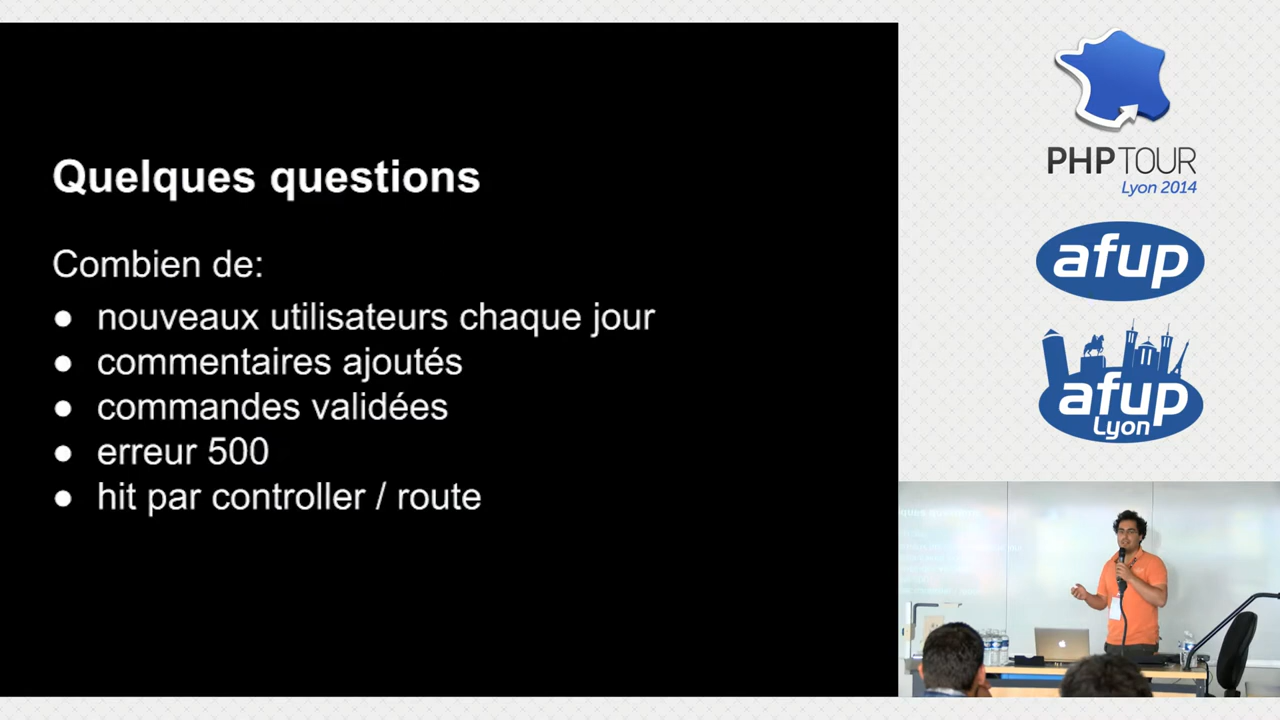 Quelques questions
Combien de:
● nouveaux utilisateurs chaque jour
● commentaires ajoutés
● commandes validées
● erreur 500
● hit par controller / route
PHPTOUR
Lyon 2014
afup
afup
Lyon